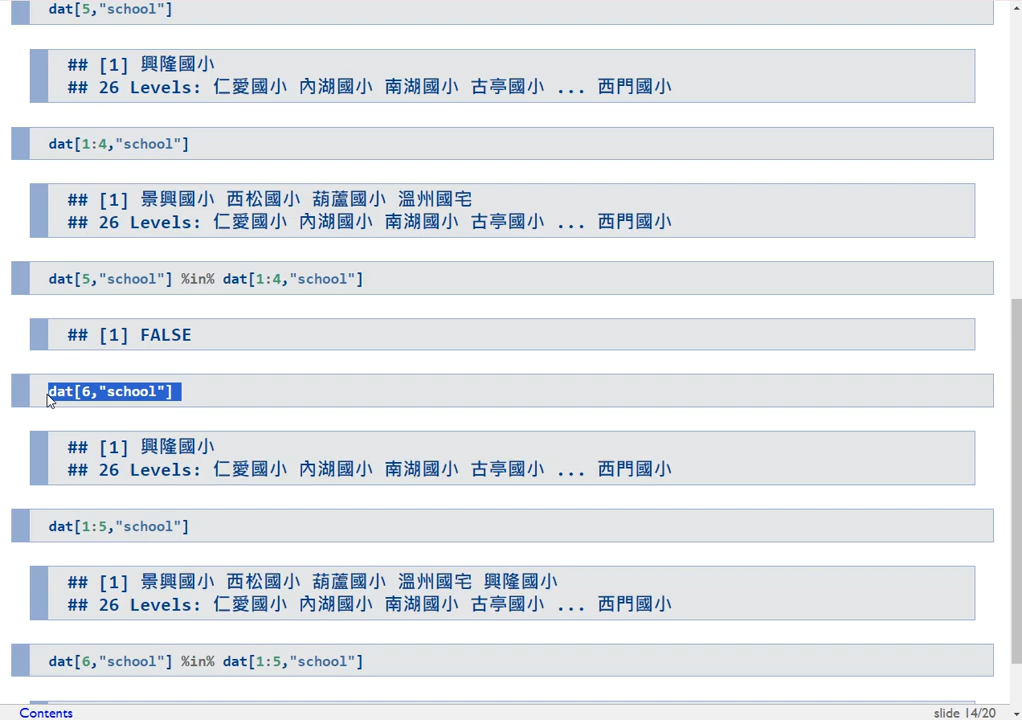 dat[5,"school"]
## [1] 興隆國小
## 26 Levels: 仁愛國小 內湖國小 南湖國小 古亭國小 ... 西門國小
dat[1:4,"school"]
## [1] 景興國小 西松國小 葫蘆國小 溫州國宅
## 26 Levels: 仁愛國小 內湖國小 南湖國小 古亭國小 ... 西門國小
dat[5,"school"] %in% dat[1:4,"school"]
## [1] FALSE
dat[6,"school"]
## [1] 興隆國小
## 26 Levels: 仁愛國小 內湖國小 南湖國小 古亭國小 ... 西門國小
dat[1:5,"school"]
## [1] 景興國小 西松國小 葫蘆國小 溫州國宅 興隆國小
## 26 Levels: 仁愛國小 內湖國小 南湖國小 古亭國小 ... 西門國小
dat[6,"school"] %in% dat[1:5,"school"]
Contents
slide 14/20